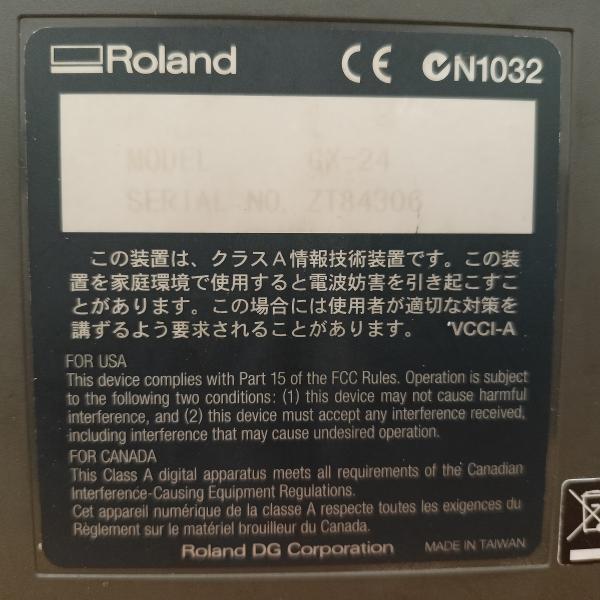 Roland CE N1032
MODEL GX-24
SERIAL NO. ZT84306
この装置は、クラスA情報技術装置です。この装
置を家庭環境で使用すると電波妨害を引き起こすこ
とがあります。この場合には使用者が適切な対策を
講ずるよう要求されることがあります。 VCCI-A
FOR USA
This device complies with Part 15 of the FCC Rules. Operation is subject
to the following two conditions: (1) this device may not cause harmful
interference, and (2) this device must accept any interference received,
including interference that may cause undesired operation.
FOR CANADA
This Class A digital apparatus meets all requirements of the Canadian
Interference-Causing Equipment Regulations.
Cet appareil numérique de la classe A respecte toutes les exigences du
Règlement sur le matériel brouilleur du Canada.
Roland DG Corporation MADE IN TAIWAN